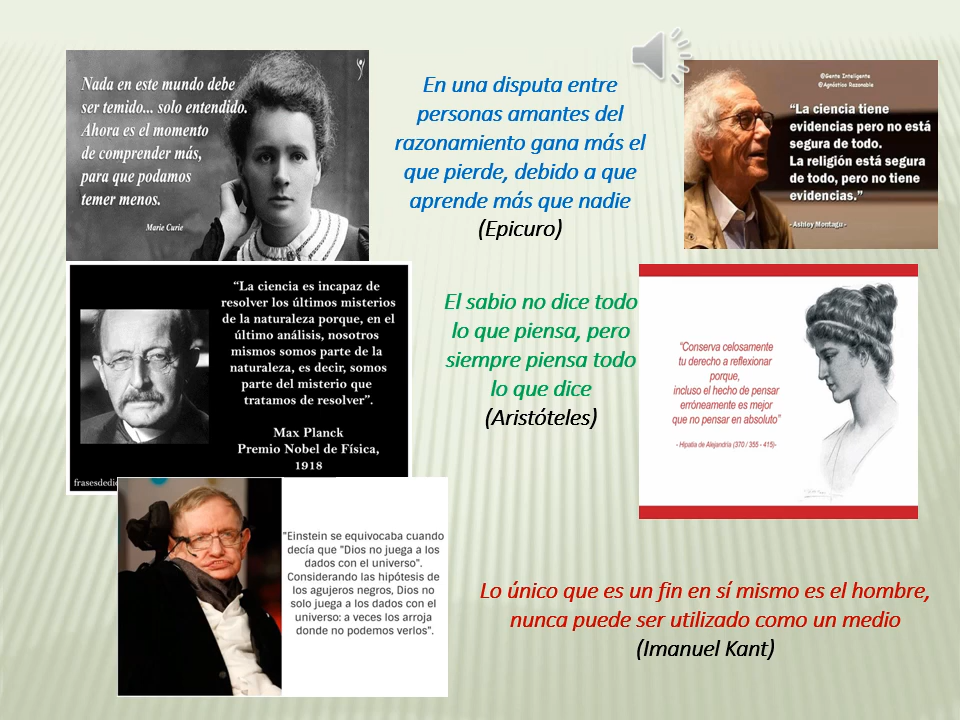 Nada en este mundo debe
ser temido... solo entendido.
Ahora es el momento
de comprender más,
para que podamos
temer menos.
Marie Curie
En una disputa entre
personas amantes del
razonamiento gana más el
que pierde, debido a que
aprende más que nadie
(Epicuro)
@Gente Inteligente
@Agnóstico Razonable
“La ciencia tiene
evidencias pero no está
segura de todo.
La religión está segura
de todo, pero no tiene
evidencias.”
- Ashley Montagu -
“La ciencia es incapaz de
resolver los últimos misterios
de la naturaleza porque, en el
último análisis, nosotros
mismos somos parte de la
naturaleza, es decir, somos
parte del misterio que
tratamos de resolver”.
Max Planck
Premio Nobel de Física,
1918
frasesdedi
El sabio no dice todo
lo que piensa, pero
siempre piensa todo
lo que dice
(Aristóteles)
“Conserva celosamente
tu derecho a reflexionar
porque,
incluso el hecho de pensar
erróneamente es mejor
que no pensar en absoluto”
- Hipatia de Alejandría (370 / 355 - 415)-
"Einstein se equivocaba cuando
decía que "Dios no juega a los
dados con el universo".
Considerando las hipótesis de
los agujeros negros, Dios no
solo juega a los dados con el
universo: a veces los arroja
donde no podemos verlos".
Lo único que es un fin en sí mismo es el hombre,
nunca puede ser utilizado como un medio
(Imanuel Kant)